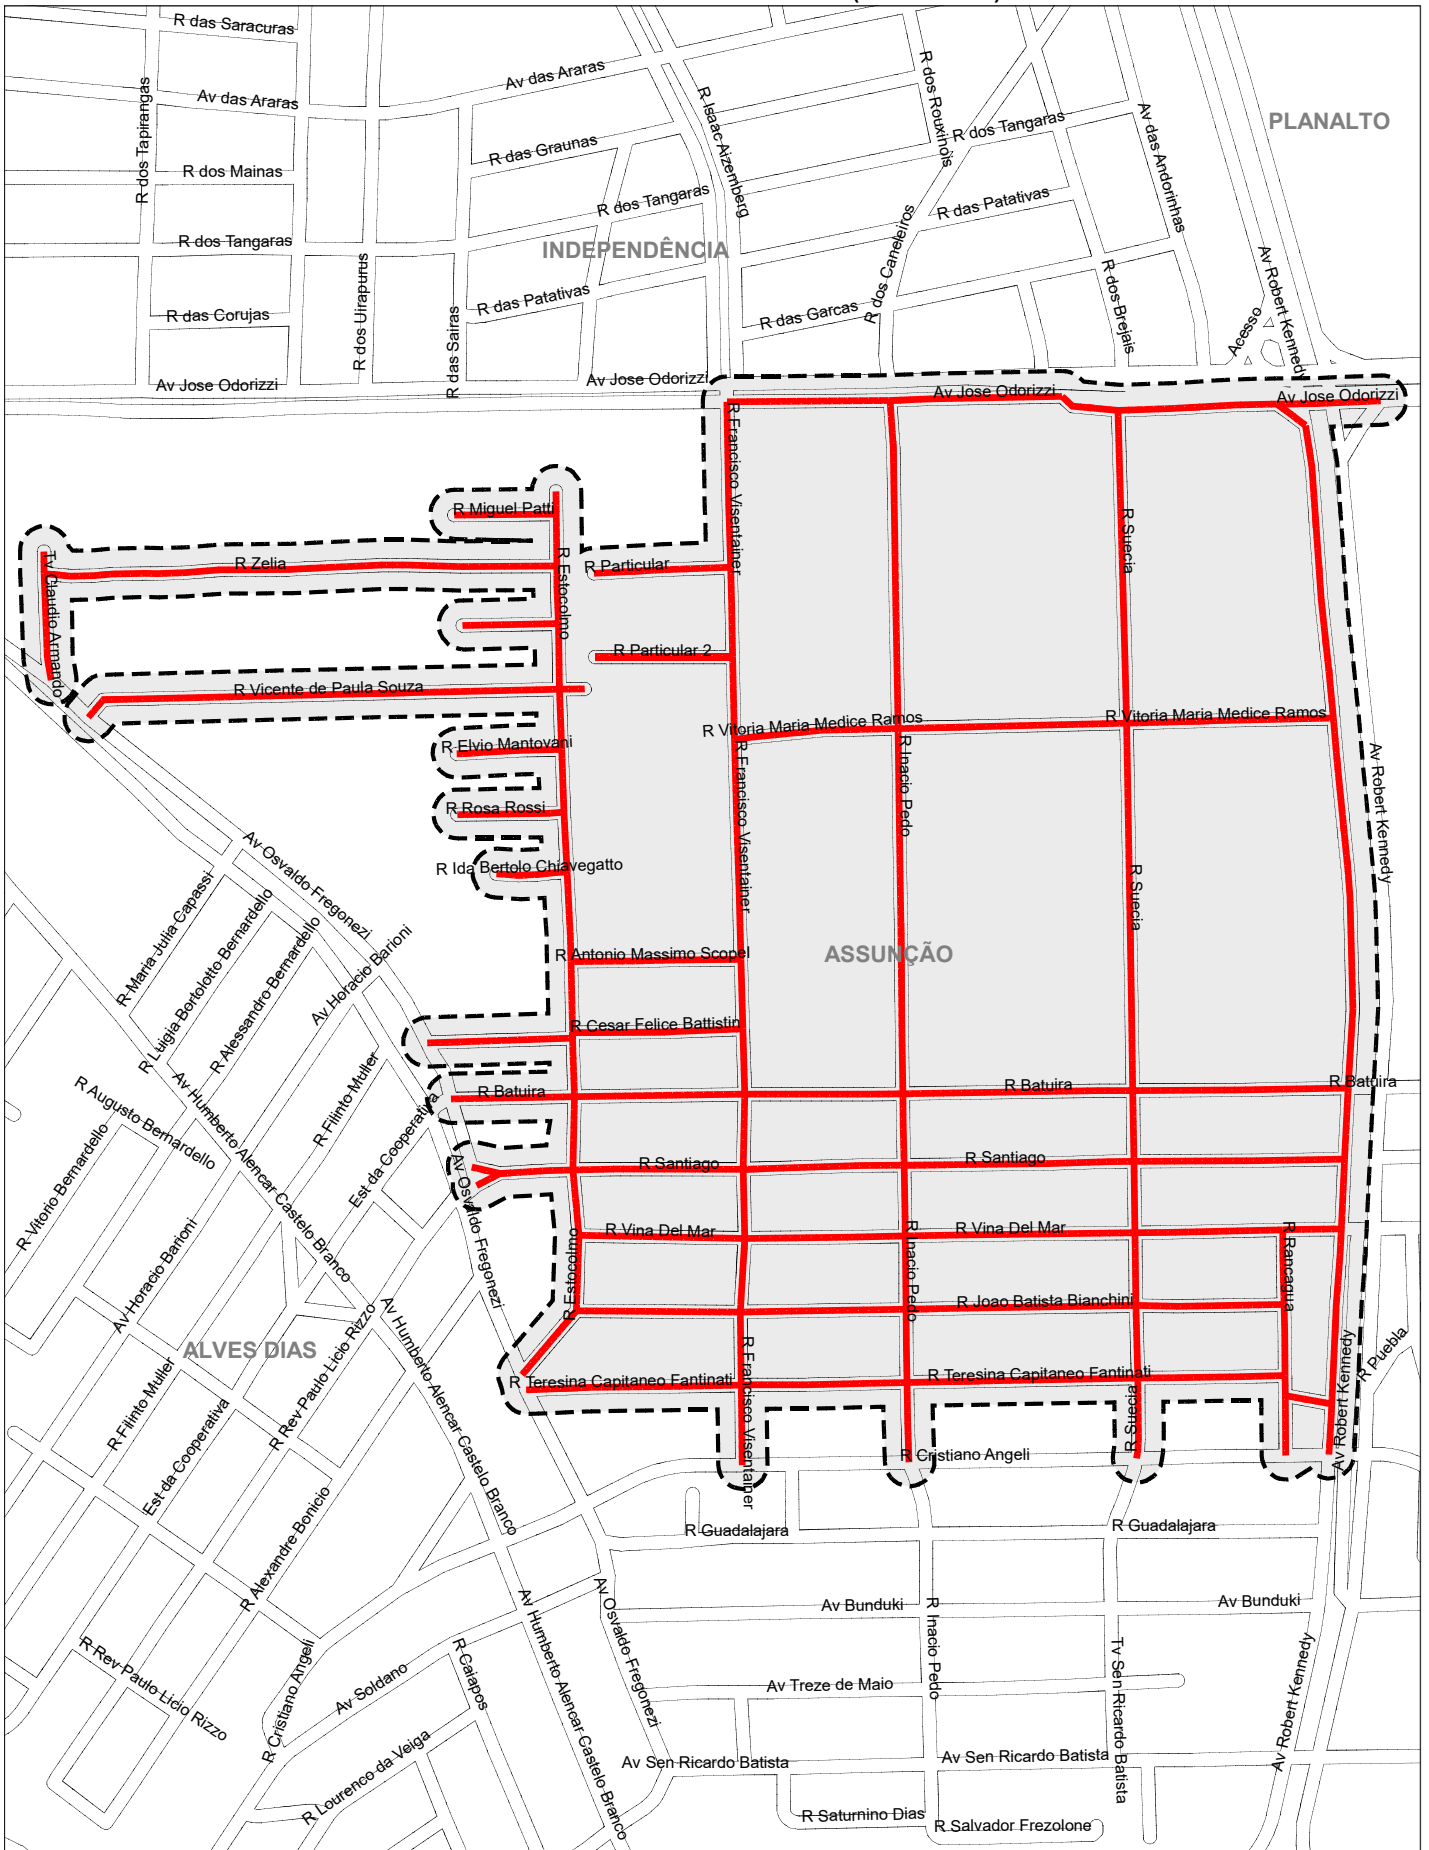 R das Saracuras
Av das Araras
Av das Araras
R dos Tapirangas
R Isaac Aizemberg
R dos Rouxinois
R dos Tangaras
Av das Andorinhas
PLANALTO
R das Graunas
R dos Mainas
R dos Tangaras
R das Patativas
R dos Tangaras
INDEPENDÊNCIA
R dos Caneleiros
R dos Uirapurus
R das Sairas
R das Patativas
R das Corujas
R das Garcas
R dos Brejais
Acesso
Av Robert Kennedy
Av Jose Odorizzi
Av Jose Odorizzi
Av Jose Odorizzi
Av Jose Odorizzi
R Francisco Visentainer
R Miguel Patti
R Suecia
R Zelia
R Estocolmo
R Particular
Tv Claudio Armando
R Particular 2
R Vicente de Paula Souza
R Vitoria Maria Medice Ramos
R Vitoria Maria Medice Ramos
R Elvio Mantovani
R Francisco Visentainer
R Inacio Pedo
Av Robert Kennedy
R Rosa Rossi
Av Osvaldo Fregonezi
R Ida Bertolo Chiavegatto
R Suecia
R Maria Julia Capassi
R Luigia Bortolotto Bernardello
R Alessandro Bernardello
Av Horacio Barioni
R Antonio Massimo Scopel
ASSUNÇÃO
R Cesar Felice Battistin
R Batuira
R Batuira
R Batuira
R Augusto Bernardello
Av Humberto Alencar Castelo Branco
R Filinto Muller
Est da Cooperativa
R Vitorio Bernardello
Av Osvaldo Fregonezi
R Santiago
R Santiago
R Vina Del Mar
R Vina Del Mar
R Estocolmo
R Inacio Pedo
R Rancagua
Av Horacio Barioni
R Joao Batista Bianchini
ALVES DIAS
R Rev Paulo Licio Rizzo
Av Humberto Alencar Castelo Branco
R Teresina Capitaneo Fantinati
R Teresina Capitaneo Fantinati
R Francisco Visentainer
R Suecia
Av Robert Kennedy
R Puebla
R Filinto Muller
Est da Cooperativa
R Cristiano Angeli
R Alexandre Bonicio
R Guadalajara
R Guadalajara
Av Bunduki
Av Bunduki
R Inacio Pedo
Av Osvaldo Fregonezi
Av Humberto Alencar Castelo Branco
R Rev Paulo Licio Rizzo
R Cristiano Angeli
Av Soldano
R Caiapos
Av Treze de Maio
Tv Sen Ricardo Batista
Av Robert Kennedy
R Lourenco da Veiga
Av Sen Ricardo Batista
Av Sen Ricardo Batista
R Saturnino Dias
R Salvador Frezolone